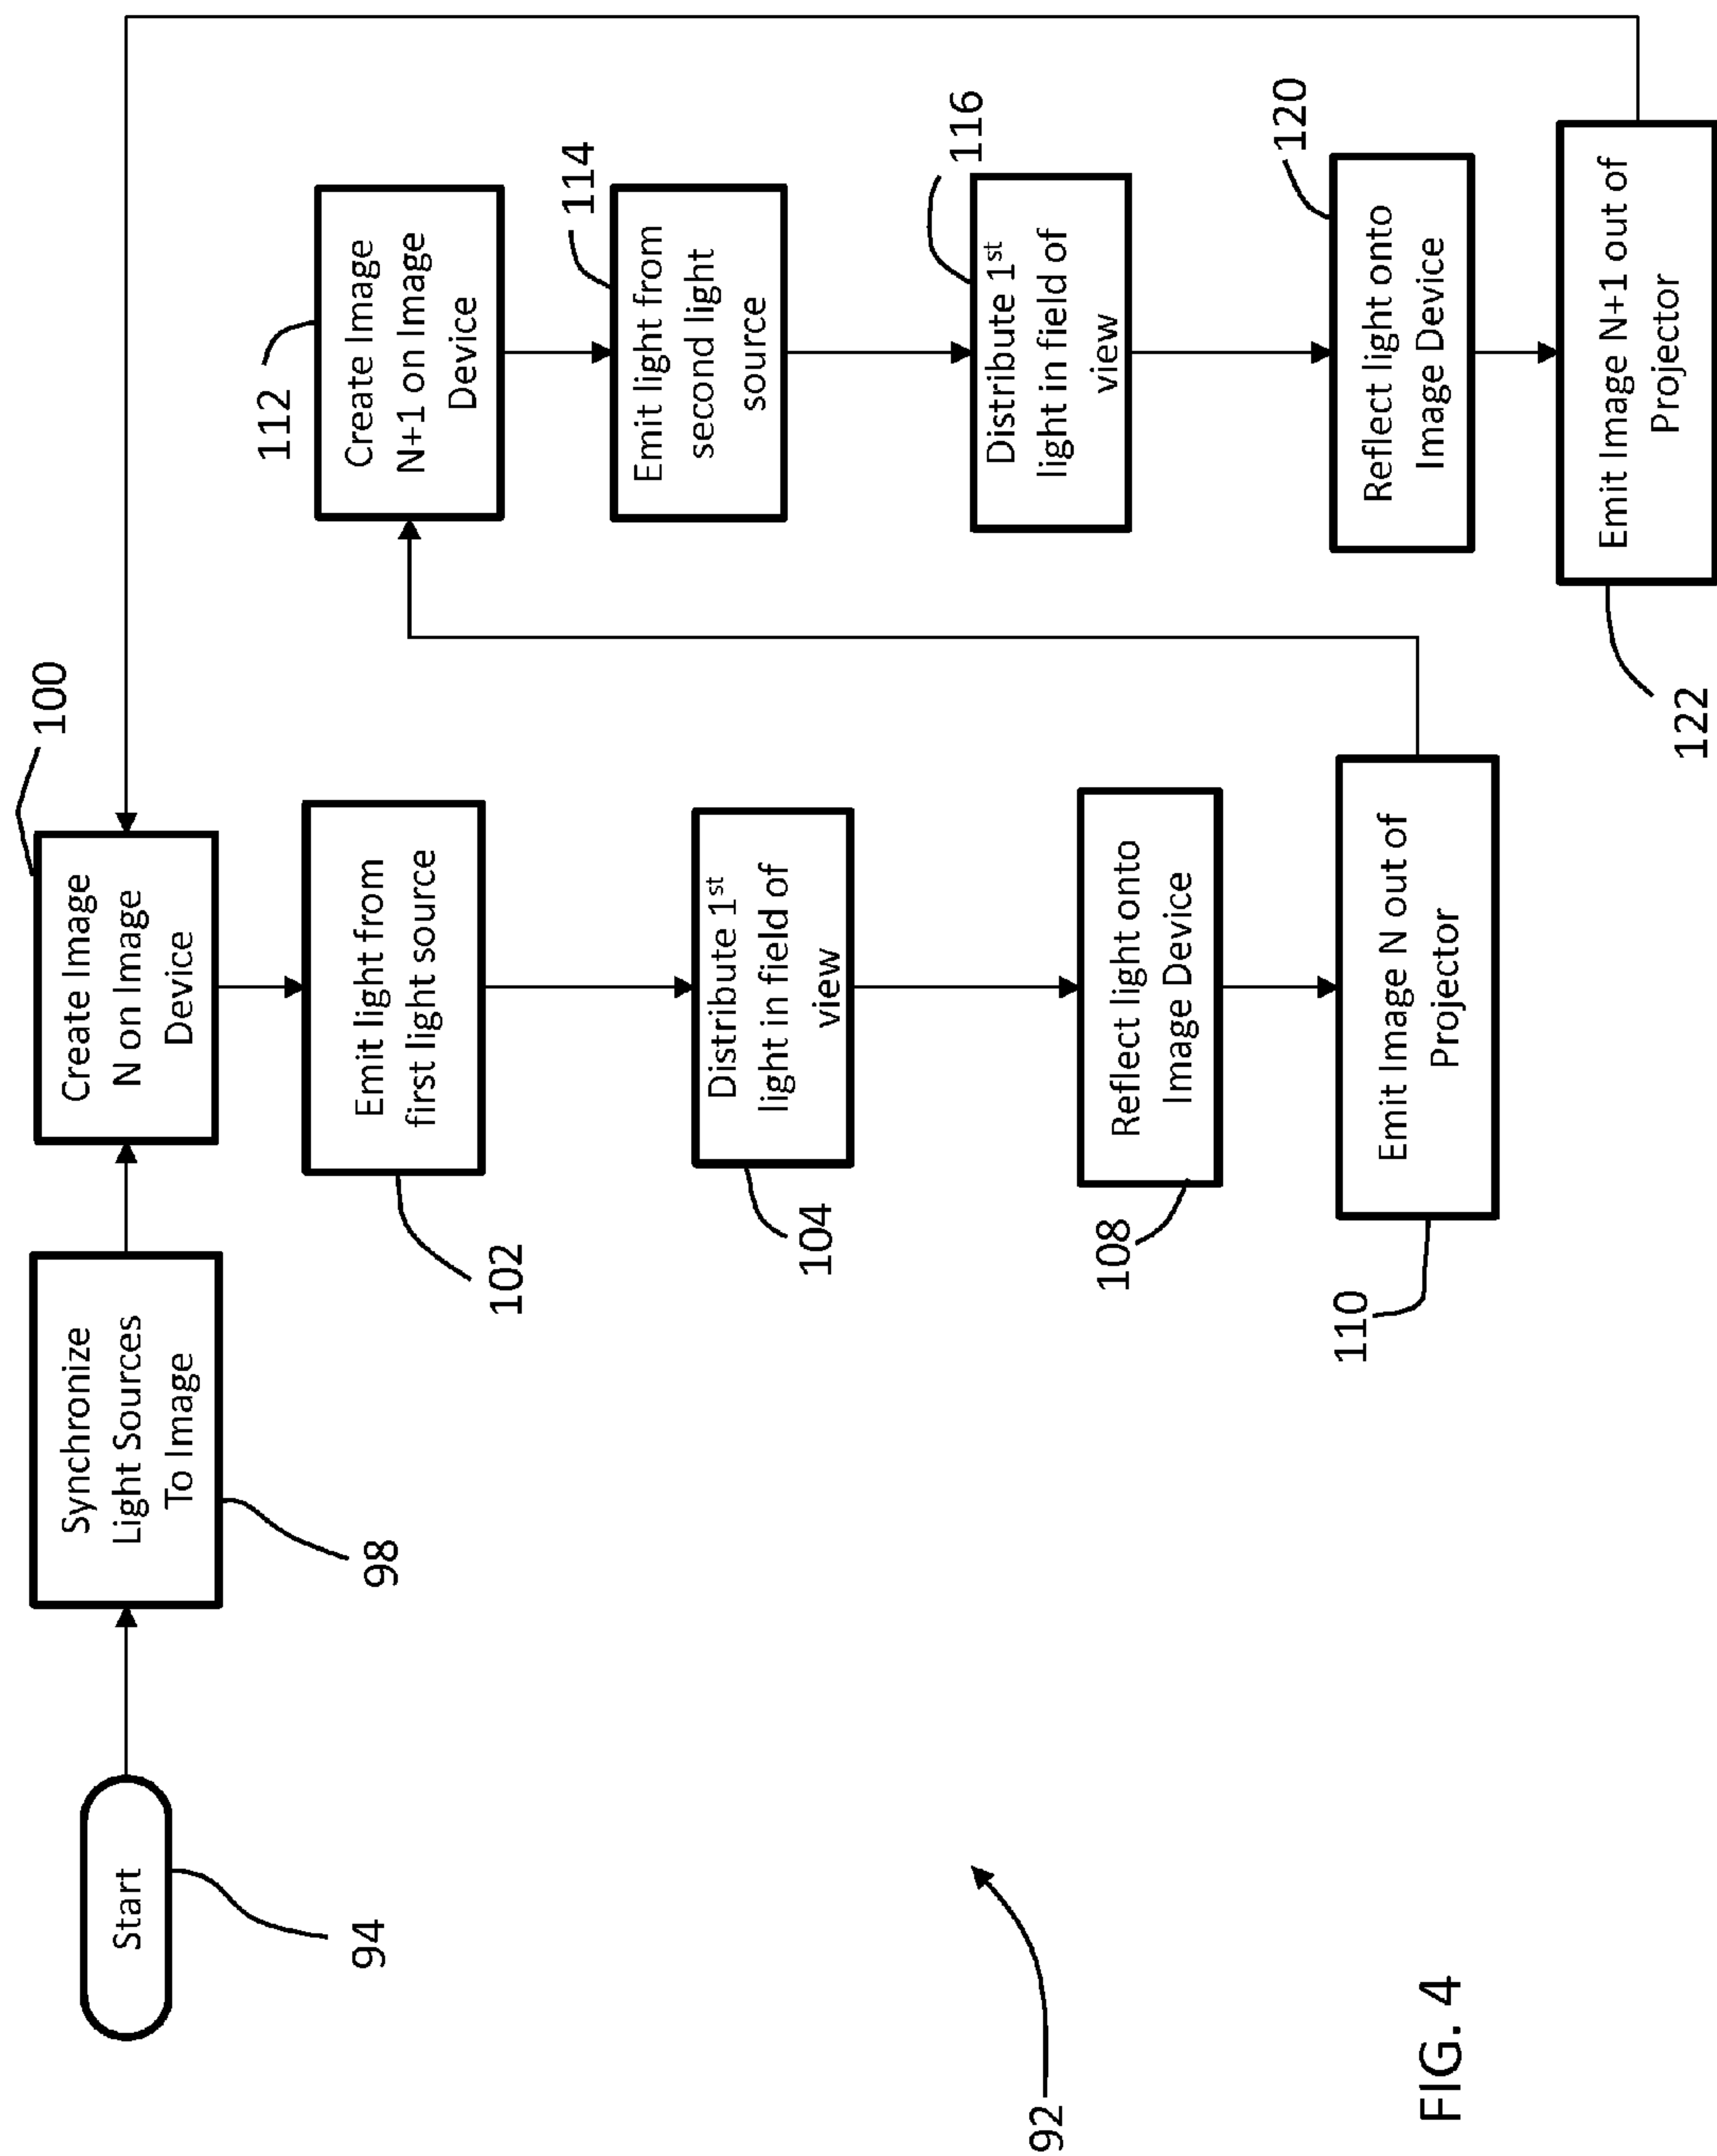 Start
94
Synchronize
Light Sources
To Image
98
Create Image
N on Image
Device
100
Emit light from
first light source
102
Distribute 1st
light in field of
view
104
Reflect light onto
Image Device
108
Emit Image N out of
Projector
110
Create Image
N+1 on Image
Device
112
Emit light from
second light
source
114
Distribute 1st
light in field of
view
116
Reflect light onto
Image Device
120
Emit Image N+1 out of
Projector
122
92
FIG. 4